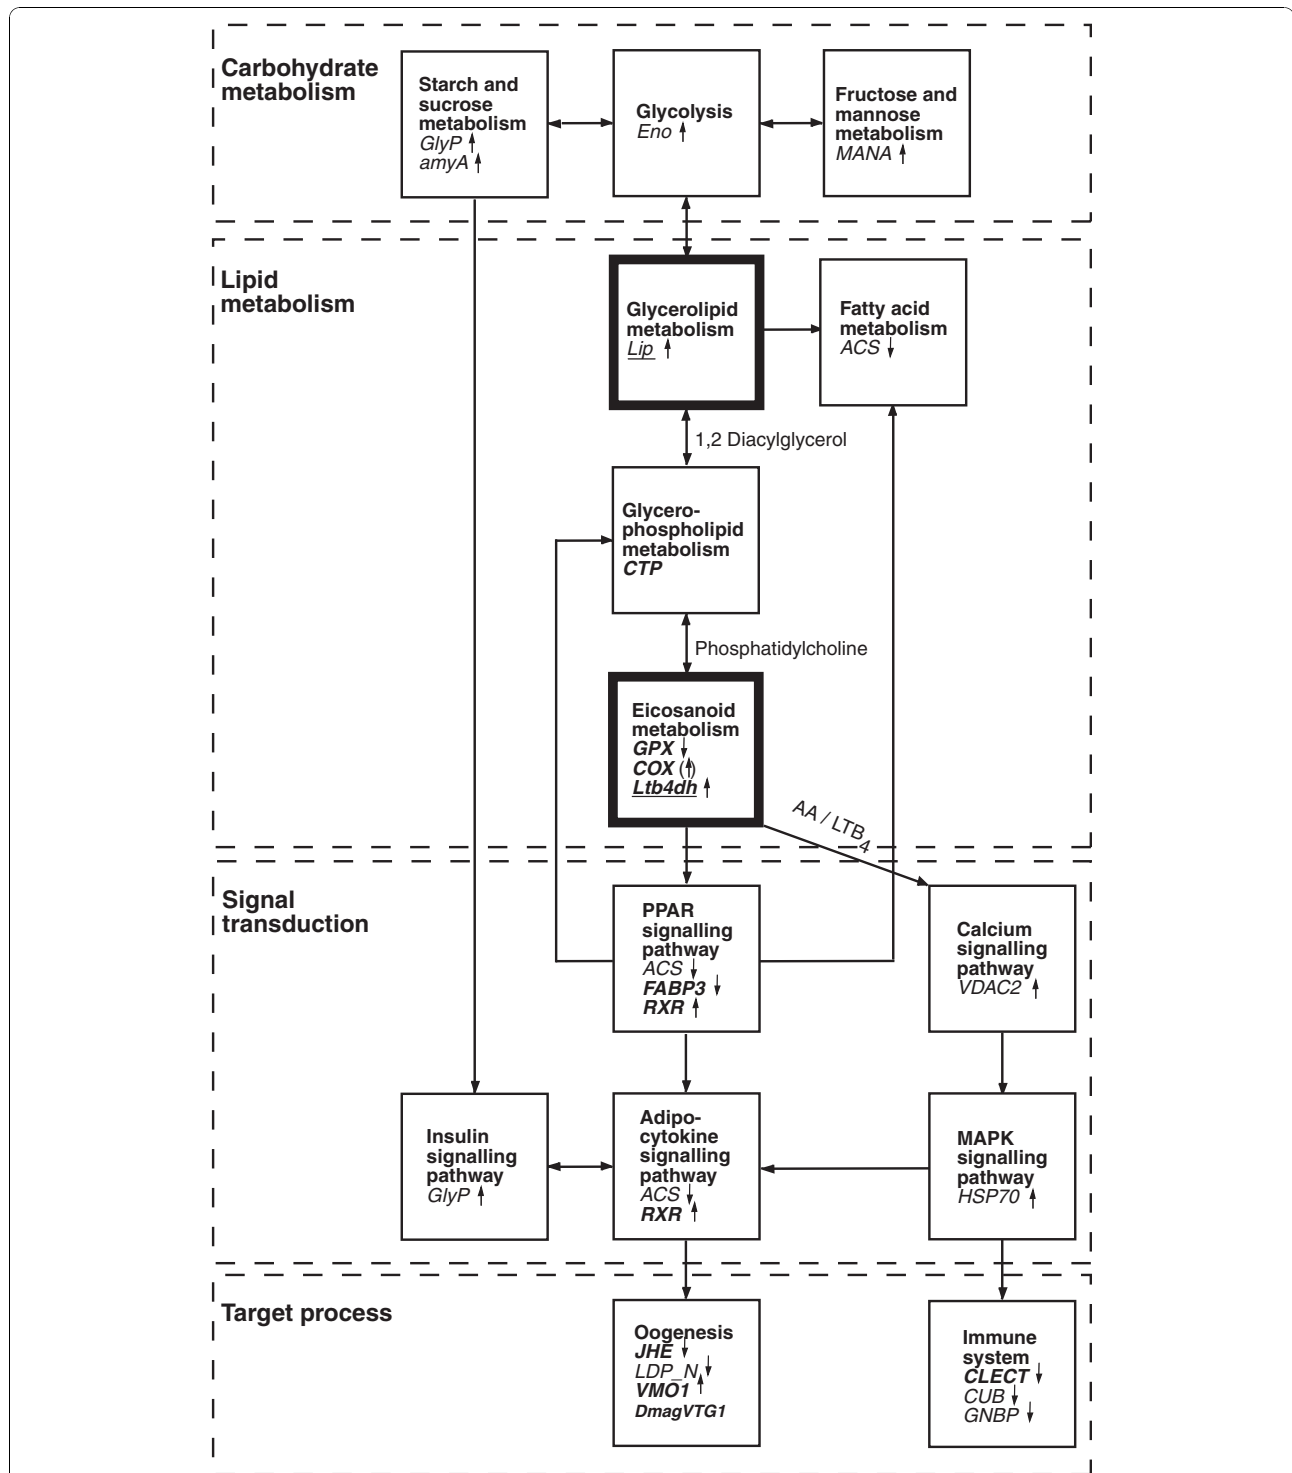 Carbohydrate
metabolism
Starch and
sucrose
metabolism
GlyP ↑
amyA ↑
Glycolysis
Eno ↑
Fructose and
mannose
metabolism
MANA ↑
Lipid
metabolism
Glycerolipid
metabolism
Lip ↑
Fatty acid
metabolism
ACS ↓
1,2 Diacylglycerol
Glycero-
phospholipid
metabolism
CTP
Phosphatidylcholine
Eicosanoid
metabolism
GPX ↓
COX (↑)
Ltb4dh ↑
AA / LTB4
Signal
transduction
PPAR
signalling
pathway
ACS ↓
FABP3 ↓
RXR ↑
Calcium
signalling
pathway
VDAC2 ↑
Insulin
signalling
pathway
GlyP ↑
Adipo-
cytokine
signalling
pathway
ACS ↓
RXR ↑
MAPK
signalling
pathway
HSP70 ↑
Target process
Oogenesis
JHE ↓
LDP_N ↓
VMO1 ↑
DmagVTG1
Immune
system
CLECT ↓
CUB ↓
GNBP ↓